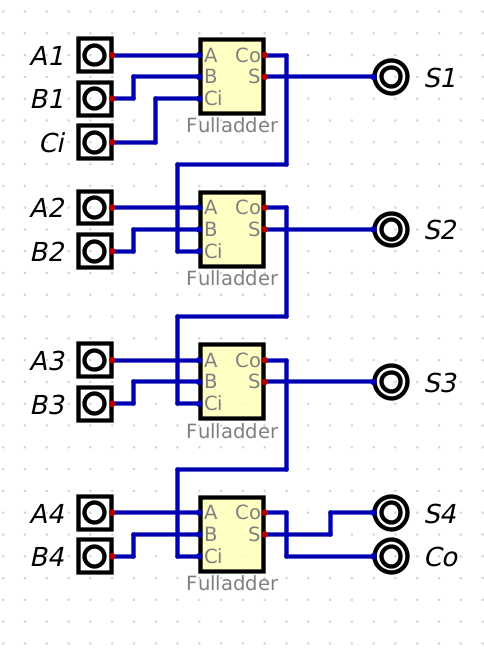 A1 A Co S1
B1 B S
Ci Ci
Fulladder
A2 A Co S2
B2 B S
Ci
Fulladder
A3 A Co S3
B3 B S
Ci
Fulladder
A4 A Co S4
B4 B S Co
Ci
Fulladder